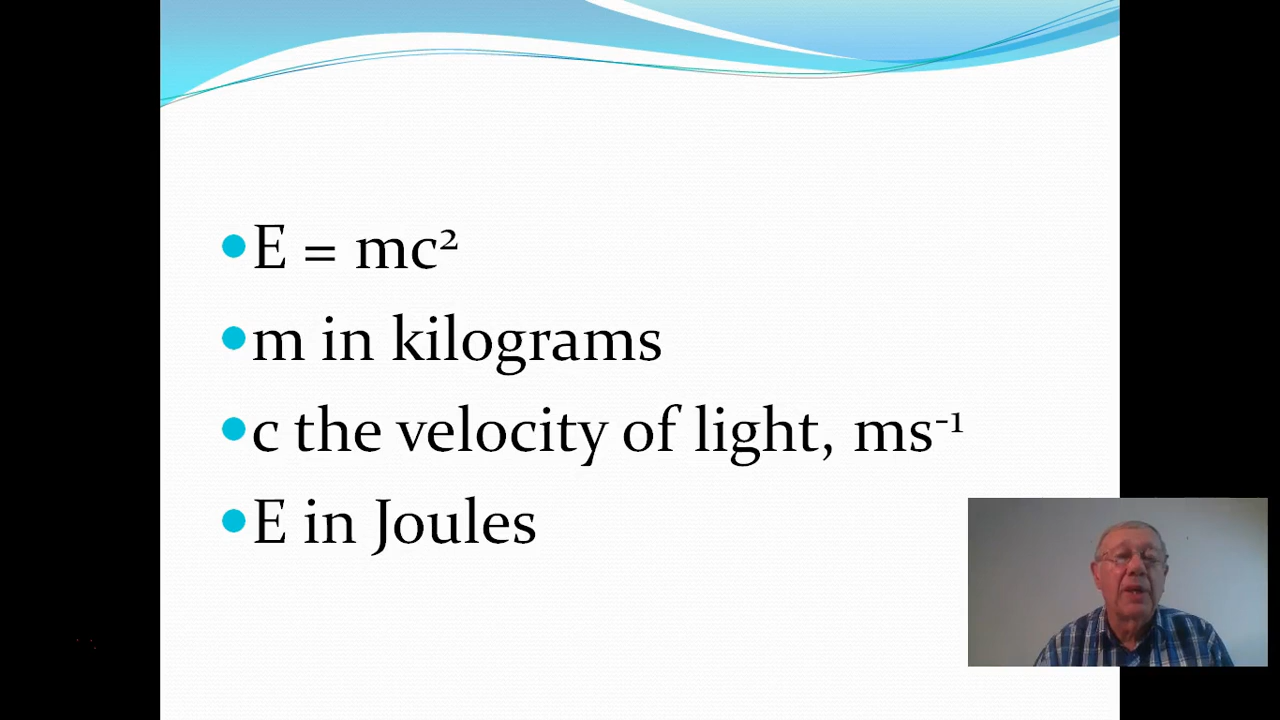 E = mc²
m in kilograms
c the velocity of light, ms⁻¹
E in Joules